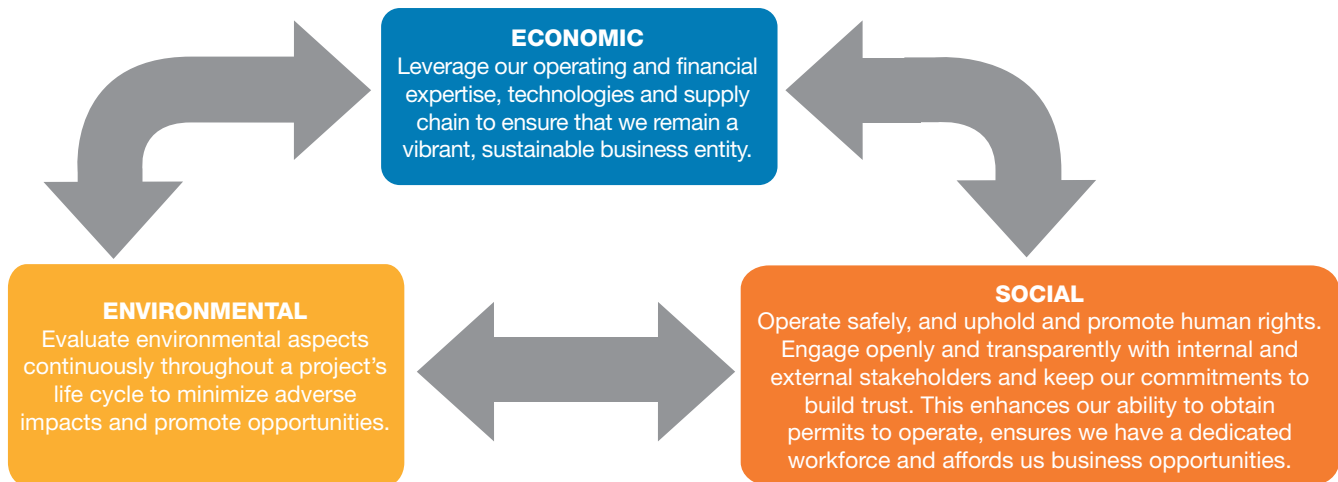 ECONOMIC
Leverage our operating and financial
expertise, technologies and supply
chain to ensure that we remain a
vibrant, sustainable business entity.
ENVIRONMENTAL
Evaluate environmental aspects
continuously throughout a project's
life cycle to minimize adverse
impacts and promote opportunities.
SOCIAL
Operate safely, and uphold and promote human rights.
Engage openly and transparently with internal and
external stakeholders and keep our commitments to
build trust. This enhances our ability to obtain
permits to operate, ensures we have a dedicated
workforce and affords us business opportunities.